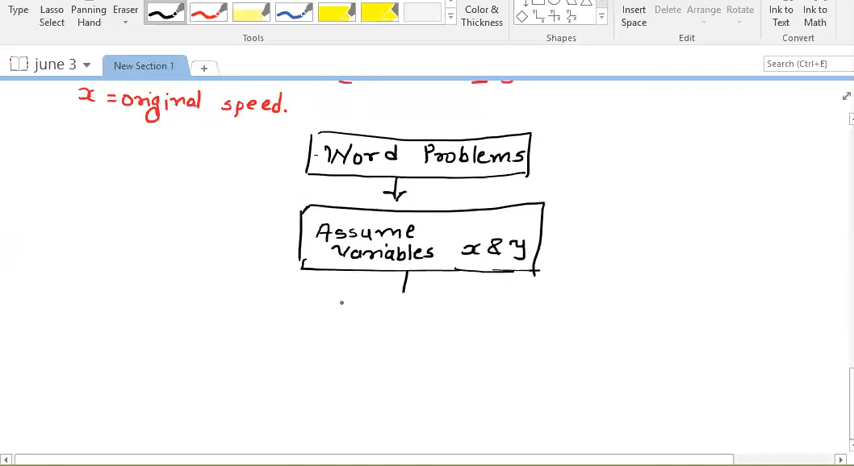 Type
Lasso
Select
Panning
Hand
Eraser
Color &
Thickness
Insert
Space
Delete
Arrange
Rotate
Ink to
Text
Ink to
Math
Tools
Shapes
Edit
Convert
june 3
New Section 1
Search (Ctrl+E)
x = original speed.
Word Problems
Assume
Variables x & y